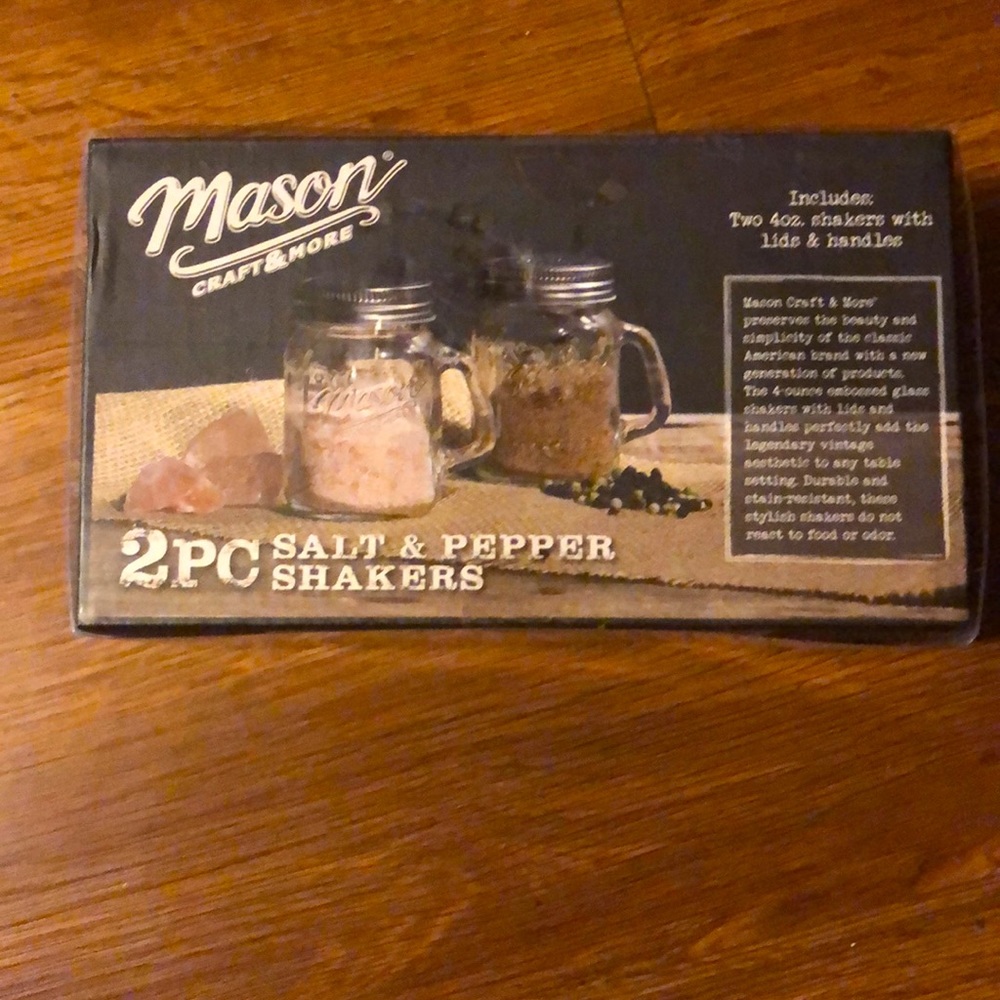 Mason®
CRAFT & MORE
Includes:
Two 4oz. shakers with
lids & handles
Mason Craft & More®
preserves the beauty and
simplicity of the classic
American brand with a new
generation of products.
The 4-ounce embossed glass
shakers with lids and
handles perfectly add the
legendary vintage
aesthetic to any table
setting. Durable and
stain-resistant, these
stylish shakers do not
react to food or odor.
2PC SALT & PEPPER
SHAKERS